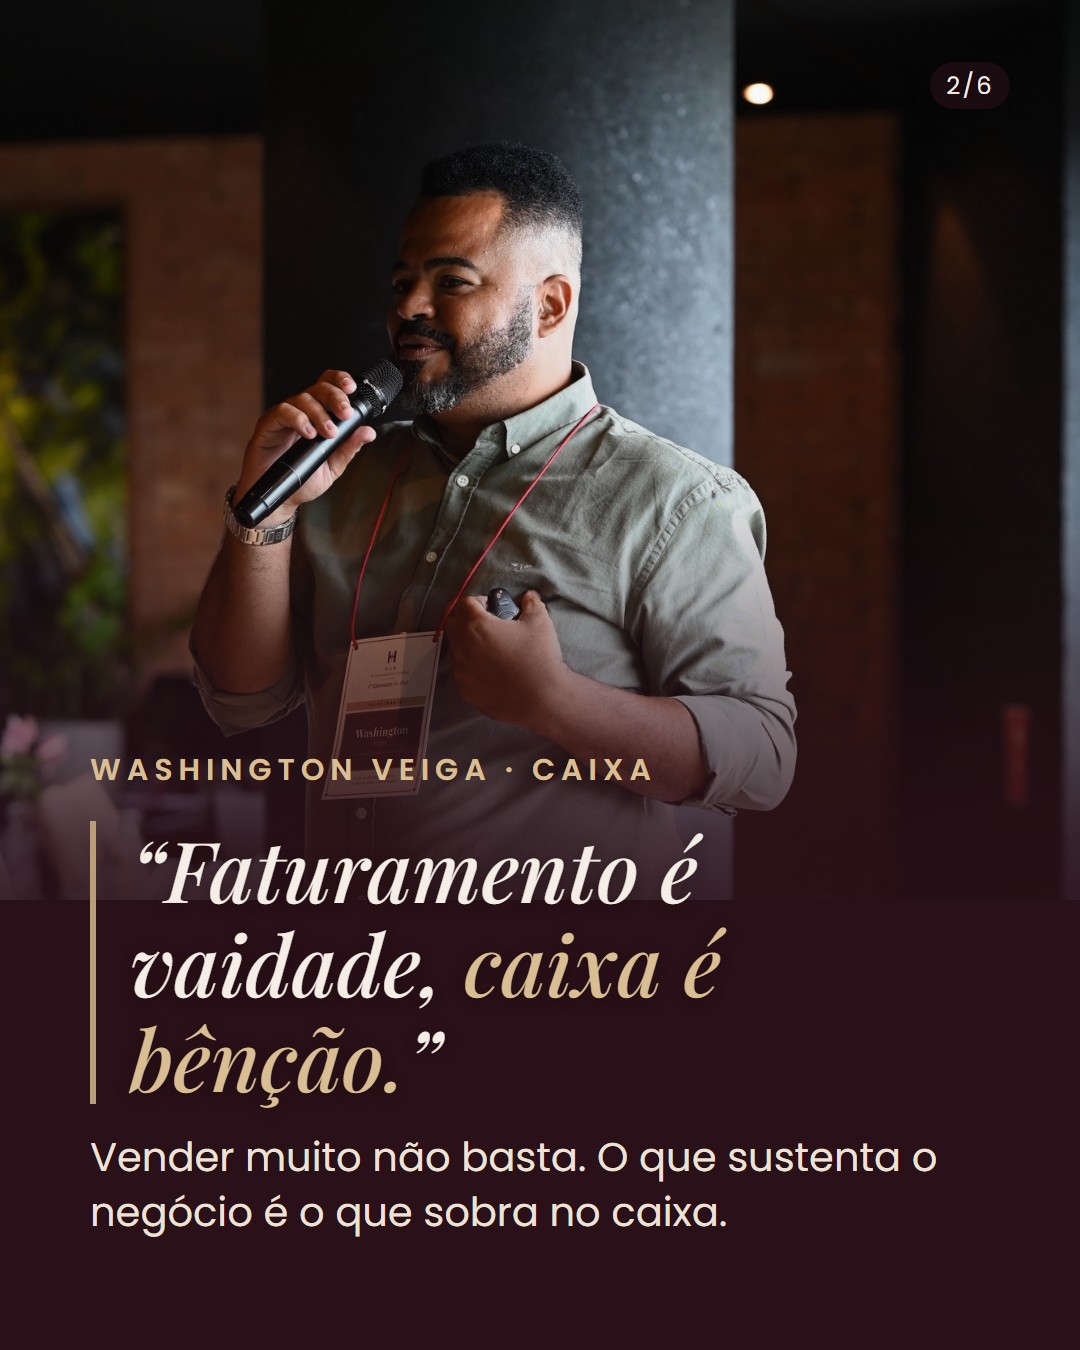 2/6
H
Washington
WASHINGTON VEIGA · CAIXA
“Faturamento é
vaidade, caixa é
bênção.”
Vender muito não basta. O que sustenta o
negócio é o que sobra no caixa.